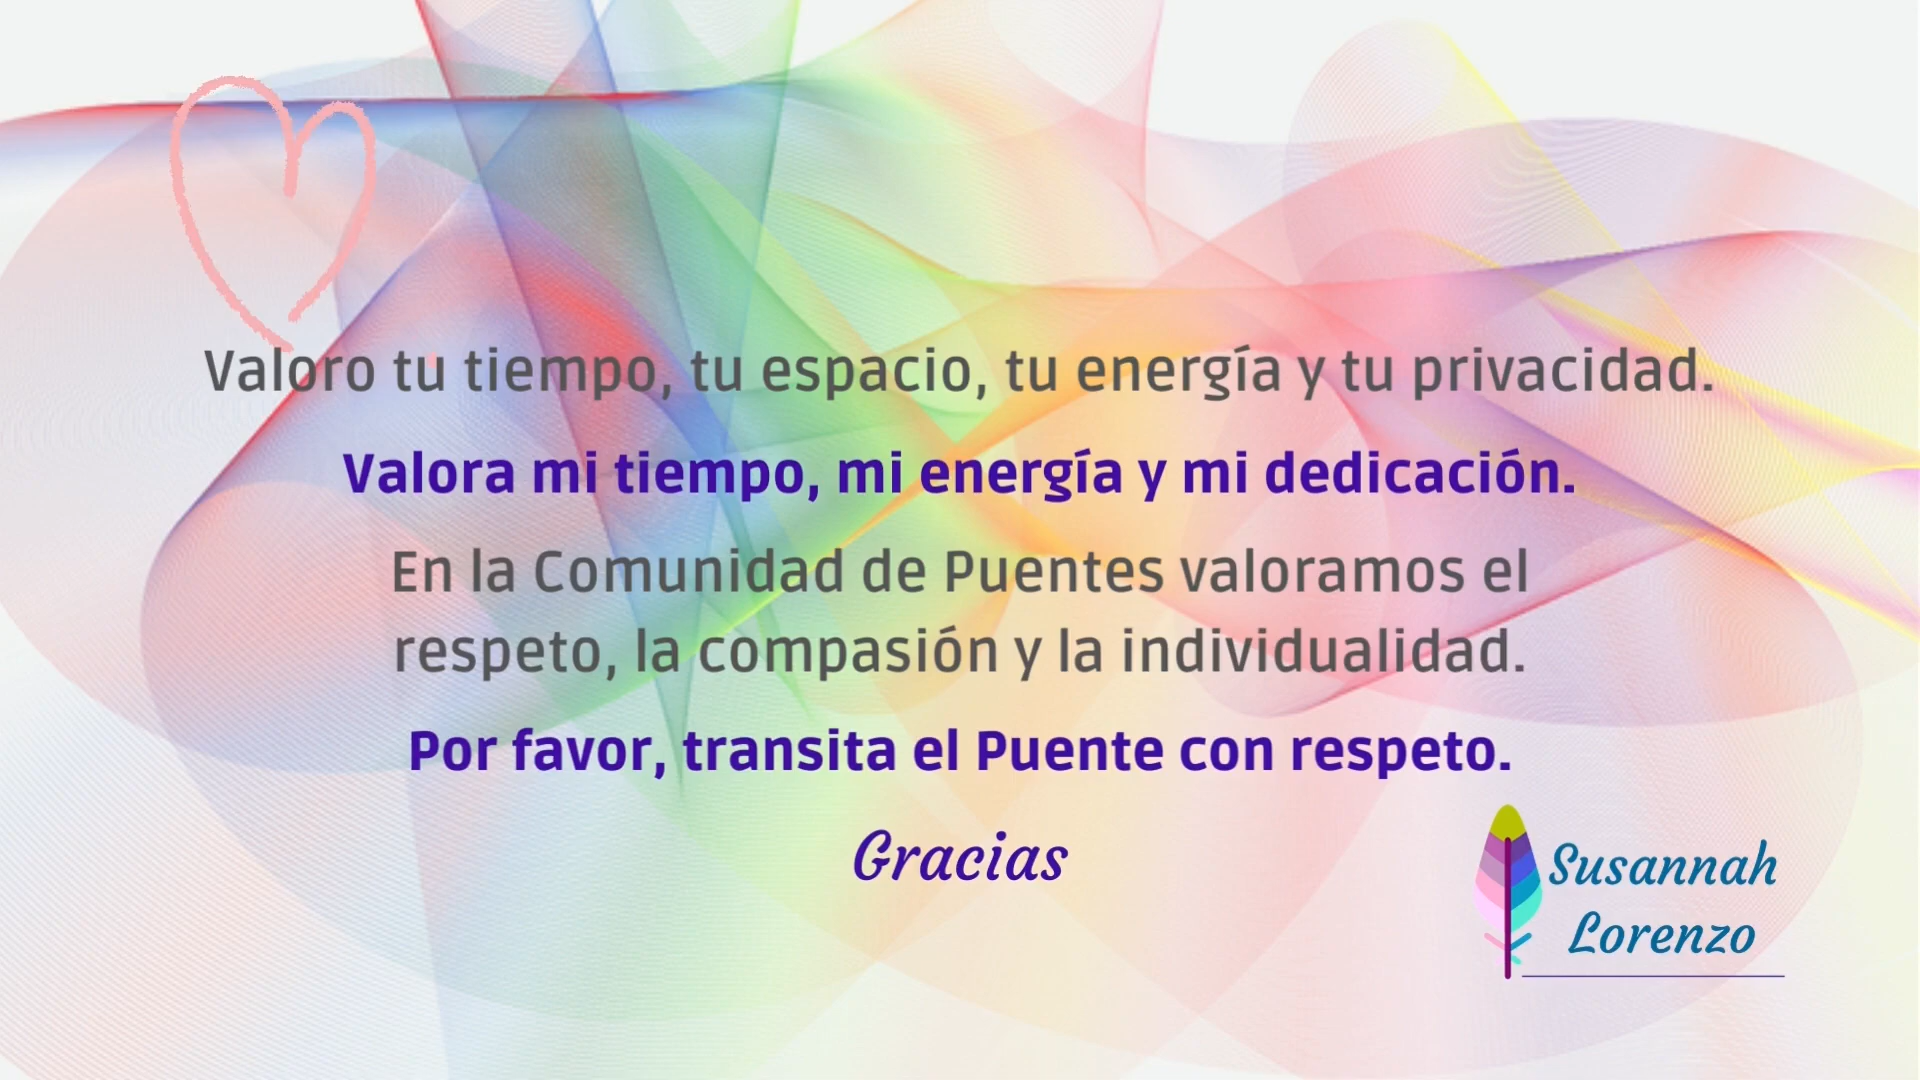 Valoro tu tiempo, tu espacio, tu energía y tu privacidad.
Valora mi tiempo, mi energía y mi dedicación.
En la Comunidad de Puentes valoramos el
respeto, la compasión y la individualidad.
Por favor, transita el Puente con respeto.
Gracias
Susannah
Lorenzo